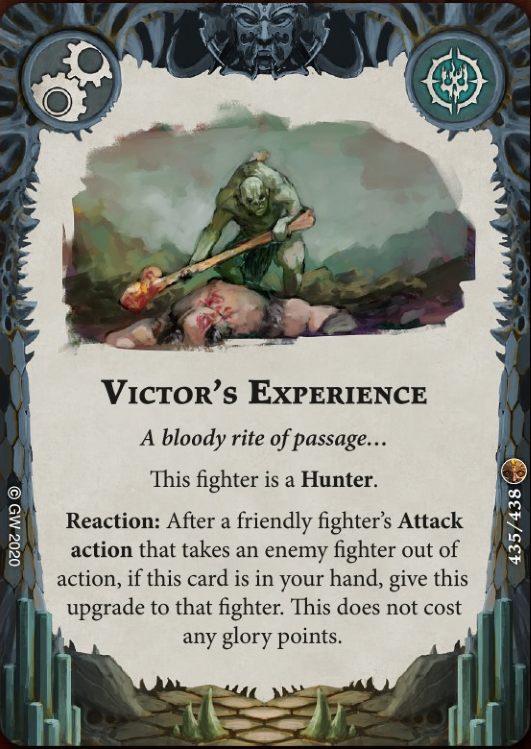 Victor's Experience
A bloody rite of passage...
This fighter is a Hunter.
Reaction: After a friendly fighter's Attack
action that takes an enemy fighter out of
action, if this card is in your hand, give this
upgrade to that fighter. This does not cost
any glory points.
© GW 2020
435/438